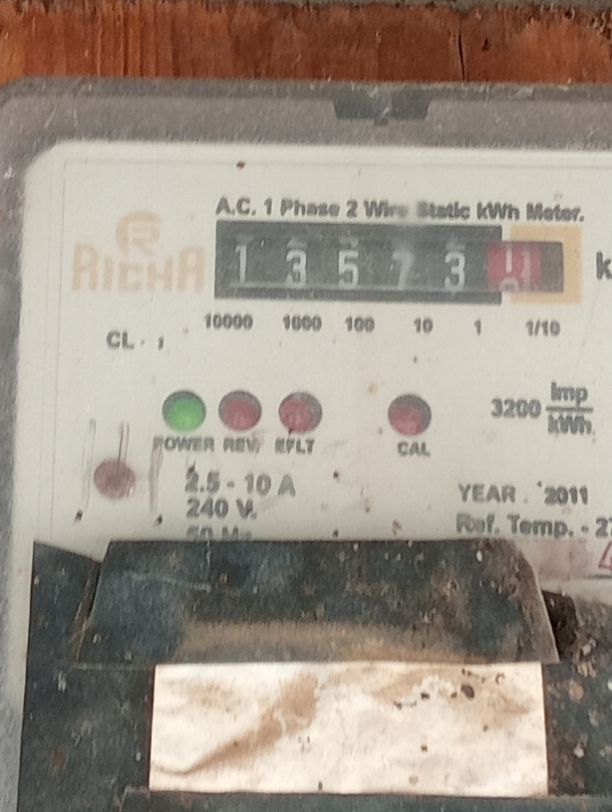 A.C. 1 Phase 2 Wire Static kWh Meter.
RICHA
1 3 5 7 3
k
10000 1000 100 10 1 1/10
CL
3200 Imp/kWh
POWER REV. EFLT CAL
2.5 - 10 A
240 V.
YEAR : 2011
Ref. Temp. - 2